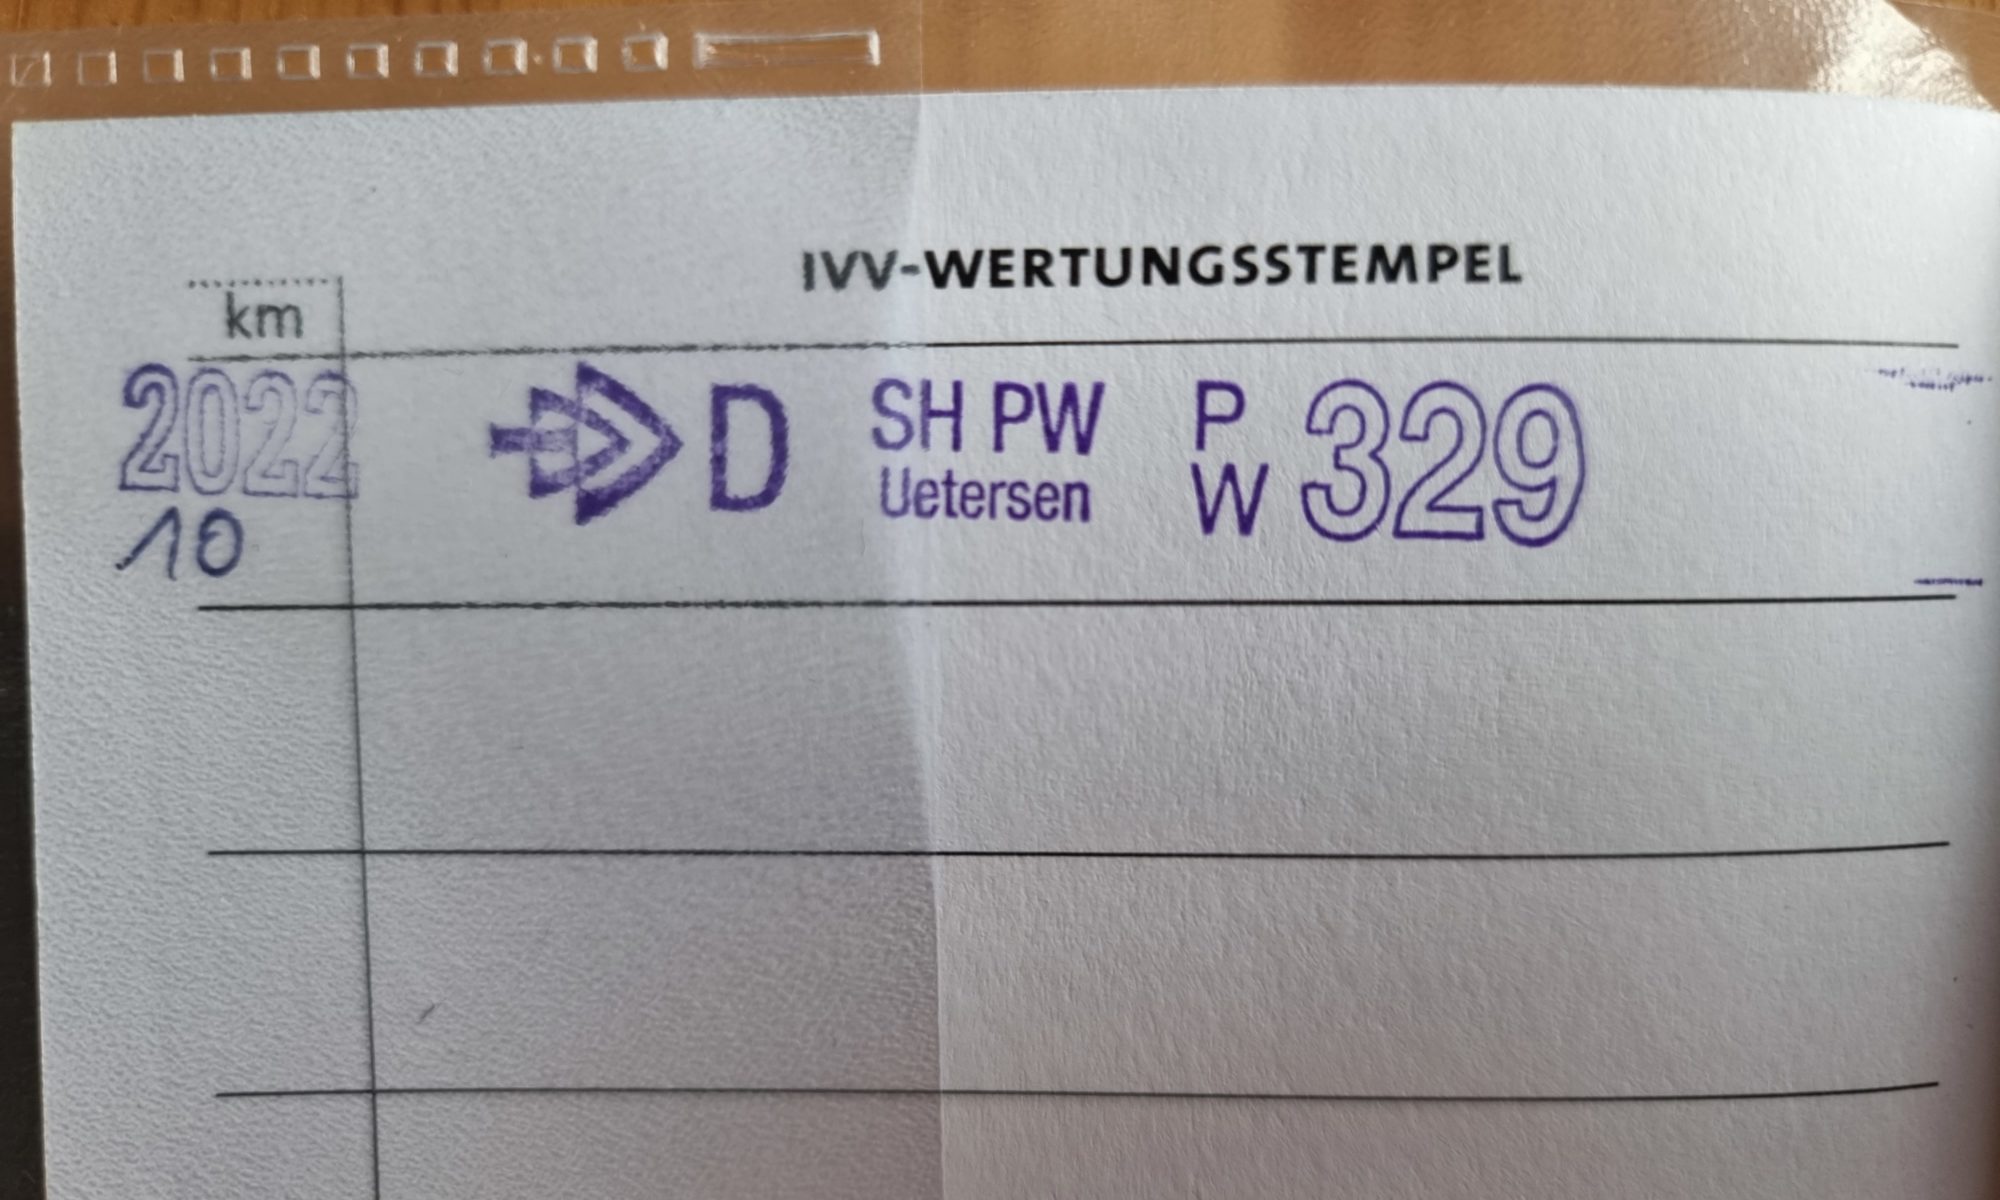 IVV-WERTUNGSSTEMPEL
km
2022 D SH PW P 329
Uetersen W
10